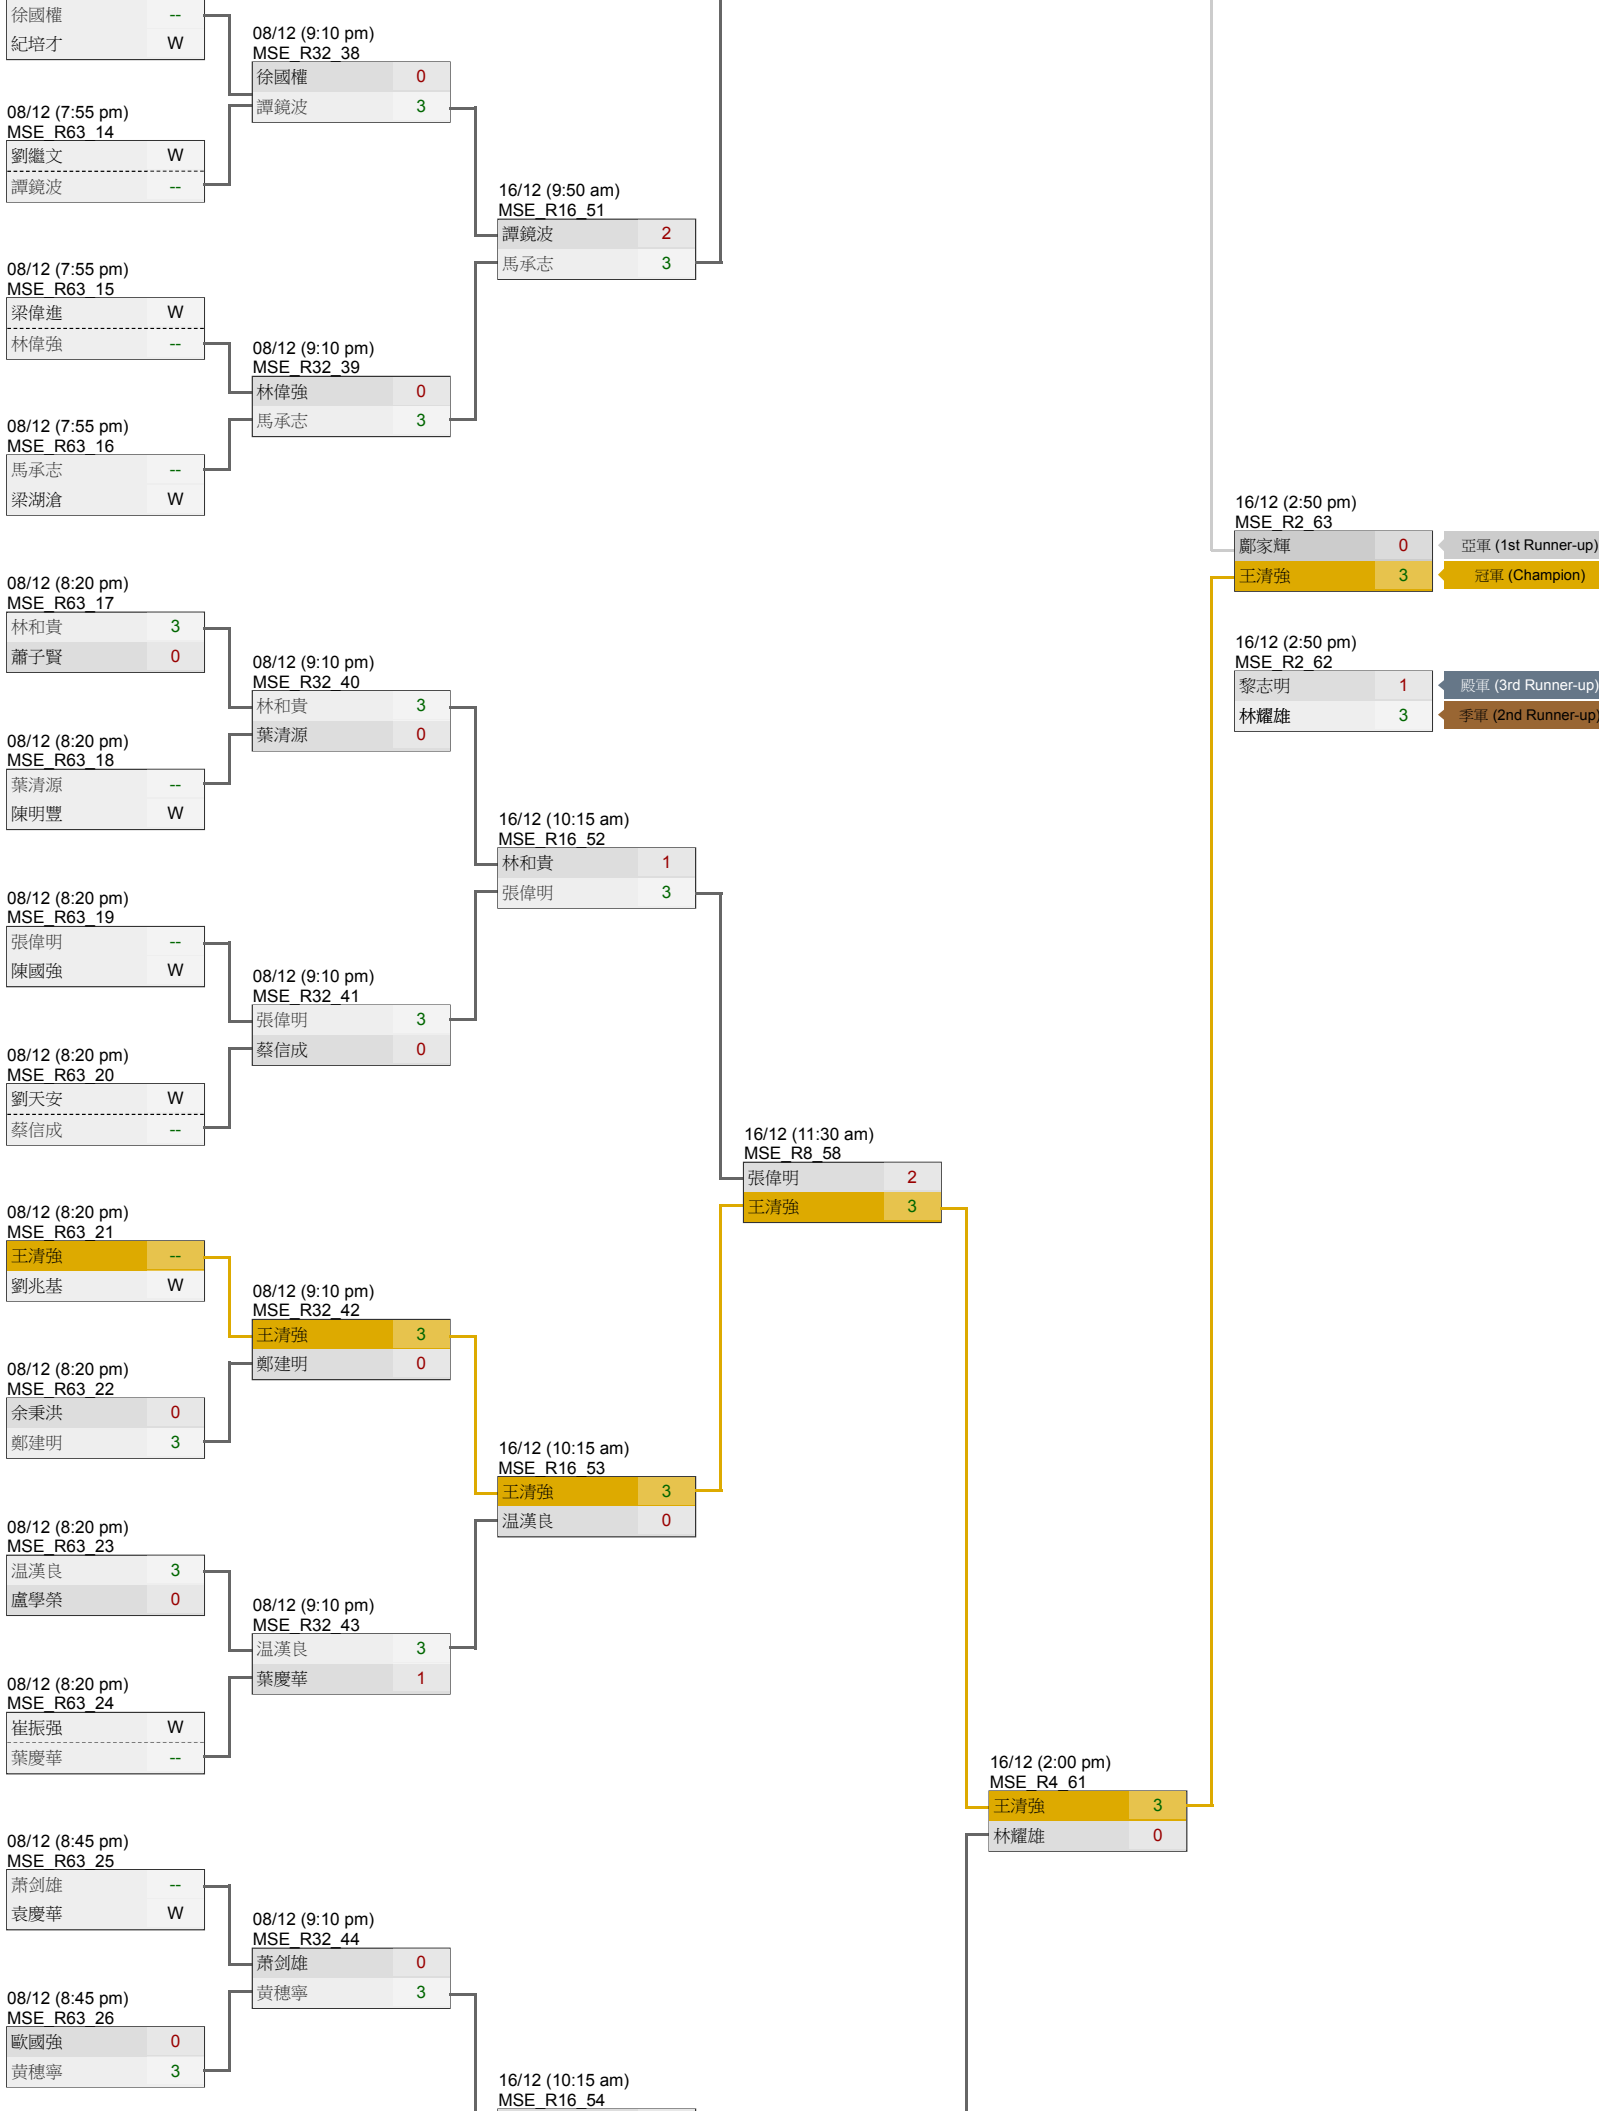 徐國權 --
紀培才 W
08/12 (9:10 pm)
MSE_R32_38
徐國權 0
譚鏡波 3
08/12 (7:55 pm)
MSE_R63_14
劉繼文 W
譚鏡波 --
16/12 (9:50 am)
MSE_R16_51
譚鏡波 2
馬承志 3
08/12 (7:55 pm)
MSE_R63_15
梁偉進 W
林偉強 --
08/12 (9:10 pm)
MSE_R32_39
林偉強 0
馬承志 3
08/12 (7:55 pm)
MSE_R63_16
馬承志 --
梁湖滄 W
16/12 (2:50 pm)
MSE_R2_63
鄺家輝 0 亞軍 (1st Runner-up)
王清強 3 冠軍 (Champion)
08/12 (8:20 pm)
MSE_R63_17
林和貴 3
蕭子賢 0
16/12 (2:50 pm)
MSE_R2_62
黎志明 1 殿軍 (3rd Runner-up)
林耀雄 3 季軍 (2nd Runner-up)
08/12 (9:10 pm)
MSE_R32_40
林和貴 3
葉清源 0
08/12 (8:20 pm)
MSE_R63_18
葉清源 --
陳明豐 W
16/12 (10:15 am)
MSE_R16_52
林和貴 1
張偉明 3
08/12 (8:20 pm)
MSE_R63_19
張偉明 --
陳國強 W
08/12 (9:10 pm)
MSE_R32_41
張偉明 3
蔡信成 0
08/12 (8:20 pm)
MSE_R63_20
劉天安 W
蔡信成 --
16/12 (11:30 am)
MSE_R8_58
張偉明 2
王清強 3
08/12 (8:20 pm)
MSE_R63_21
王清強 --
劉兆基 W
08/12 (9:10 pm)
MSE_R32_42
王清強 3
鄭建明 0
08/12 (8:20 pm)
MSE_R63_22
余秉洪 0
鄭建明 3
16/12 (10:15 am)
MSE_R16_53
王清強 3
温漢良 0
08/12 (8:20 pm)
MSE_R63_23
温漢良 3
盧學榮 0
08/12 (9:10 pm)
MSE_R32_43
温漢良 3
葉慶華 1
08/12 (8:20 pm)
MSE_R63_24
崔振强 W
葉慶華 --
16/12 (2:00 pm)
MSE_R4_61
王清強 3
林耀雄 0
08/12 (8:45 pm)
MSE_R63_25
萧剑雄 --
袁慶華 W
08/12 (9:10 pm)
MSE_R32_44
萧剑雄 0
黄穗寧 3
08/12 (8:45 pm)
MSE_R63_26
歐國強 0
黄穗寧 3
16/12 (10:15 am)
MSE_R16_54